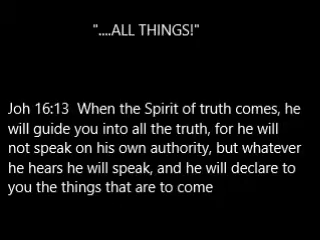 "....ALL THINGS!"
Joh 16:13  When the Spirit of truth comes, he
will guide you into all the truth, for he will
not speak on his own authority, but whatever
he hears he will speak, and he will declare to
you the things that are to come